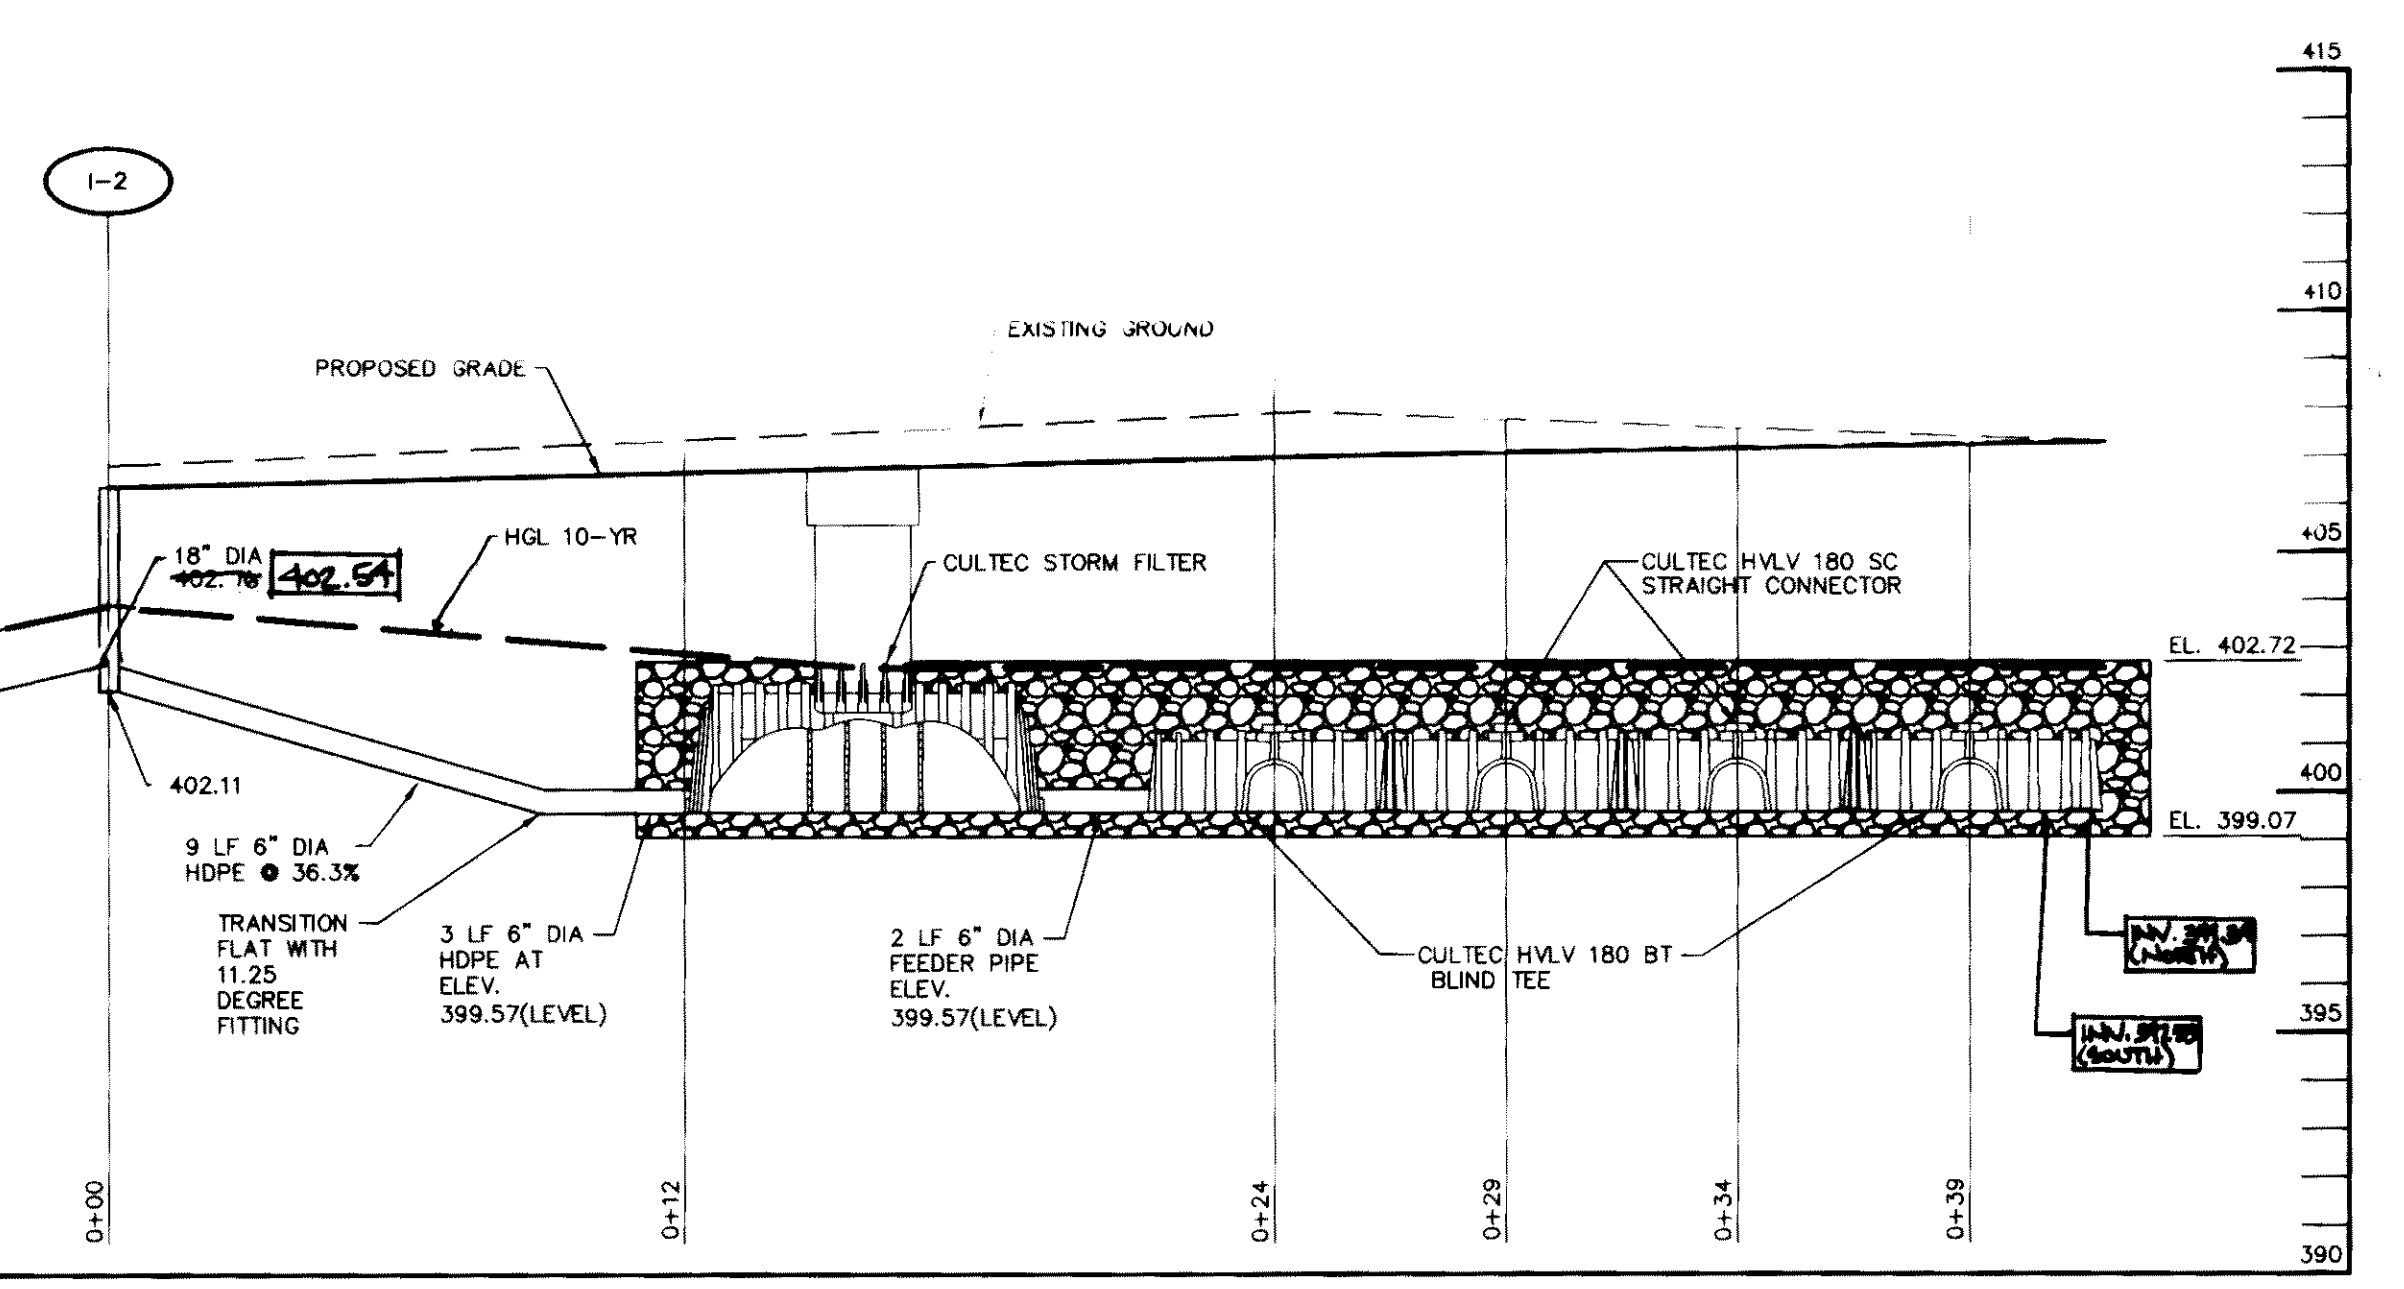 415
I-2
410
EXISTING GROUND
PROPOSED GRADE
HGL 10-YR
405
18" DIA
402.76 402.54
CULTEC STORM FILTER
CULTEC HVLV 180 SC
STRAIGHT CONNECTOR
EL. 402.72
402.11
400
EL. 399.07
9 LF 6" DIA
HDPE @ 36.3%
TRANSITION
FLAT WITH
11.25
DEGREE
FITTING
3 LF 6" DIA
HDPE AT
ELEV.
399.57(LEVEL)
2 LF 6" DIA
FEEDER PIPE
ELEV.
399.57(LEVEL)
CULTEC HVLV 180 BT
BLIND TEE
INV.
(NORTH)
395
INV.
(SOUTH)
0+00
0+12
0+24
0+29
0+34
0+39
390